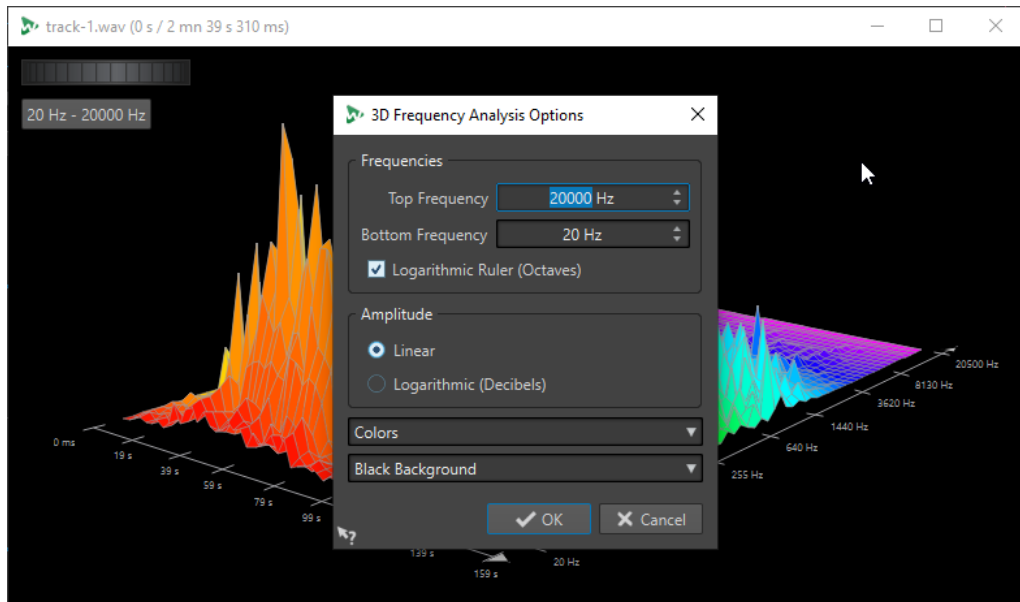 track-1.wav (0 s / 2 mn 39 s 310 ms)
20 Hz - 20000 Hz
3D Frequency Analysis Options
Frequencies
Top Frequency 20000 Hz
Bottom Frequency 20 Hz
Logarithmic Ruler (Octaves)
Amplitude
Linear
Logarithmic (Decibels)
Colors
Black Background
OK Cancel
0 ms
19 s
39 s
59 s
79 s
99 s
139 s
159 s
20 Hz
255 Hz
640 Hz
1440 Hz
3620 Hz
8130 Hz
20500 Hz